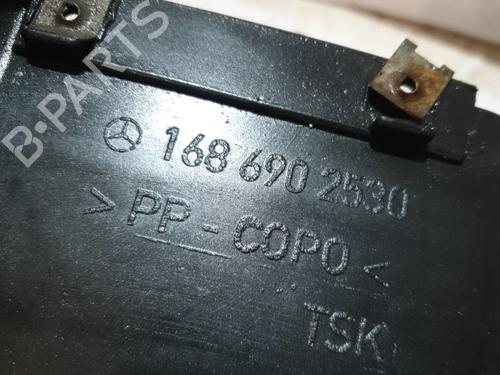 B-PARTS
168 690 2530
> PP - COPO <
TSK